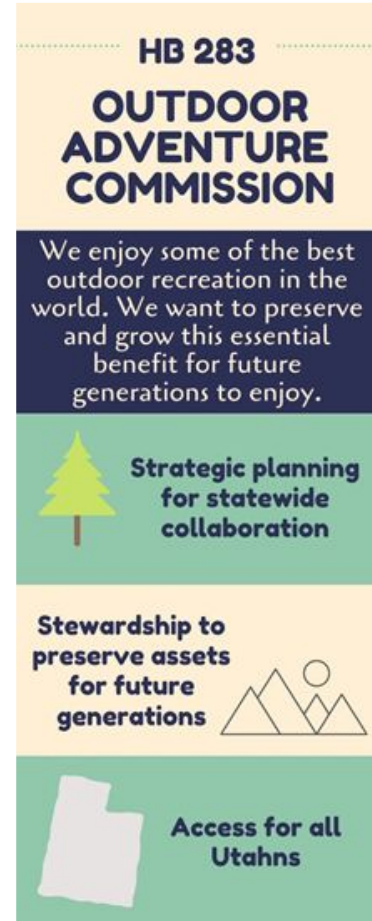 HB 283
OUTDOOR
ADVENTURE
COMMISSION
We enjoy some of the best
outdoor recreation in the
world. We want to preserve
and grow this essential
benefit for future
generations to enjoy.
Strategic planning
for statewide
collaboration
Stewardship to
preserve assets
for future
generations
Access for all
Utahns